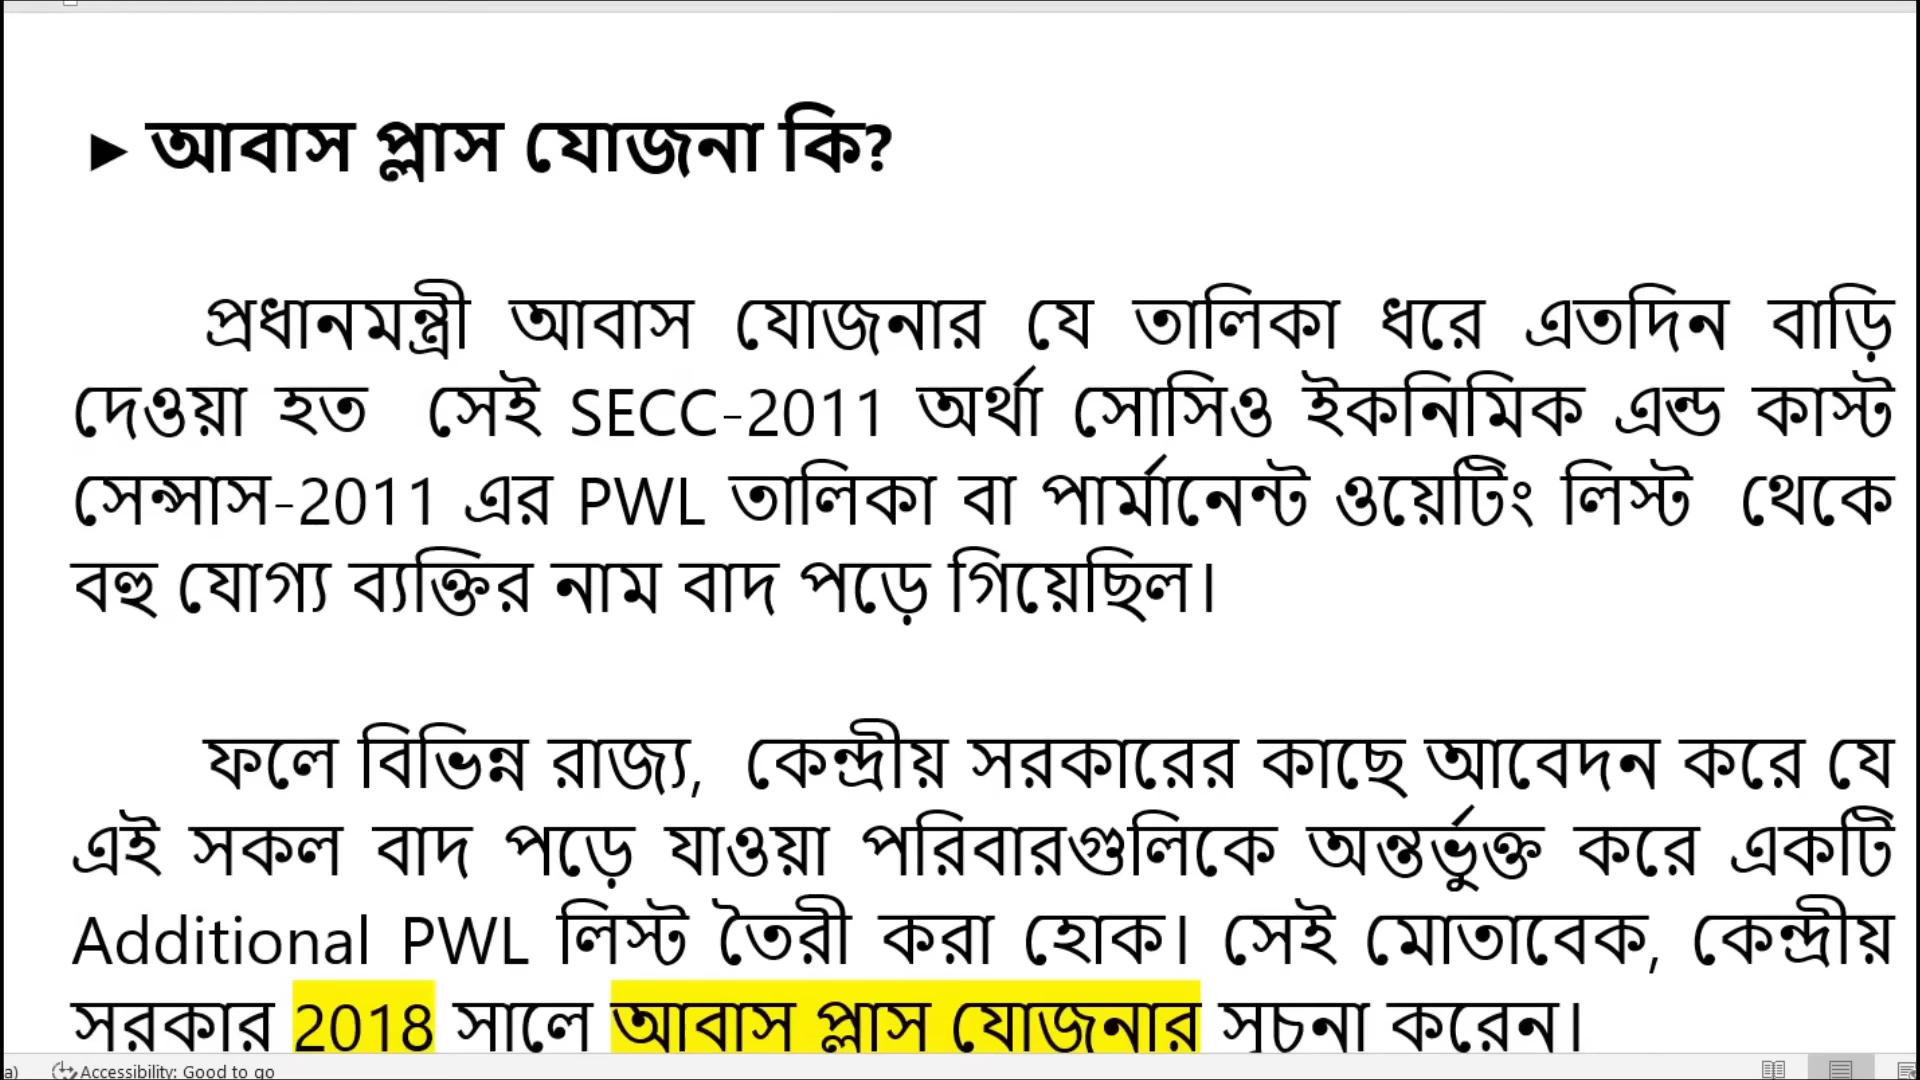 ► আবাস প্লাস যোজনা কি?
প্রধানমন্ত্রী আবাস যোজনার যে তালিকা ধরে এতদিন বাড়ি
দেওয়া হত সেই SECC-2011 অর্থা সোসিও ইকনিমিক এন্ড কাস্ট
সেন্সাস-2011 এর PWL তালিকা বা পার্মানেন্ট ওয়েটিং লিস্ট থেকে
বহু যোগ্য ব্যক্তির নাম বাদ পড়ে গিয়েছিল।
ফলে বিভিন্ন রাজ্য, কেন্দ্রীয় সরকারের কাছে আবেদন করে যে
এই সকল বাদ পড়ে যাওয়া পরিবারগুলিকে অন্তর্ভুক্ত করে একটি
Additional PWL লিস্ট তৈরী করা হোক। সেই মোতাবেক, কেন্দ্রীয়
সরকার 2018 সালে আবাস প্লাস যোজনার সূচনা করেন।
a) Accessibility: Good to go